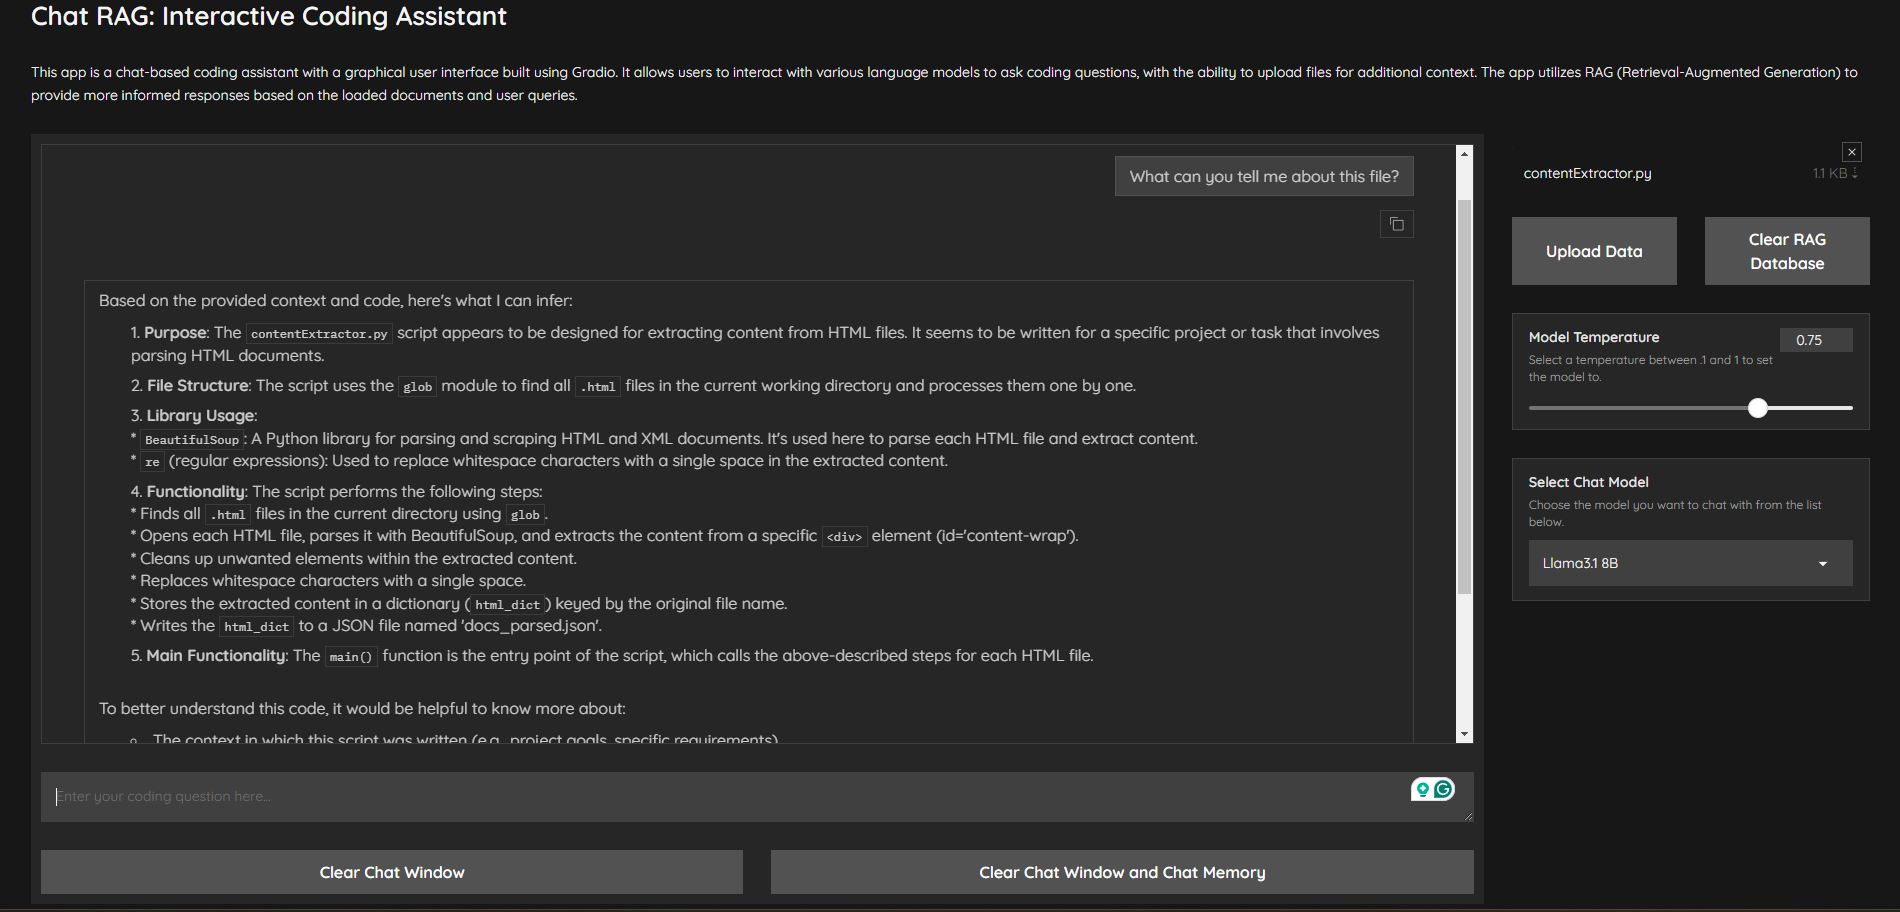 Chat RAG: Interactive Coding Assistant
This app is a chat-based coding assistant with a graphical user interface built using Gradio. It allows users to interact with various language models to ask coding questions, with the ability to upload files for additional context. The app utilizes RAG (Retrieval-Augmented Generation) to
provide more informed responses based on the loaded documents and user queries.
What can you tell me about this file?
Based on the provided context and code, here's what I can infer:
1. Purpose: The contentExtractor.py script appears to be designed for extracting content from HTML files. It seems to be written for a specific project or task that involves
parsing HTML documents.
2. File Structure: The script uses the glob module to find all .html files in the current working directory and processes them one by one.
3. Library Usage:
* BeautifulSoup: A Python library for parsing and scraping HTML and XML documents. It's used here to parse each HTML file and extract content.
* re (regular expressions): Used to replace whitespace characters with a single space in the extracted content.
4. Functionality: The script performs the following steps:
* Finds all .html files in the current directory using glob.
* Opens each HTML file, parses it with BeautifulSoup, and extracts the content from a specific <div> element (id='content-wrap').
* Cleans up unwanted elements within the extracted content.
* Replaces whitespace characters with a single space.
* Stores the extracted content in a dictionary (html_dict) keyed by the original file name.
* Writes the html_dict to a JSON file named 'docs_parsed.json'.
5. Main Functionality: The main() function is the entry point of the script, which calls the above-described steps for each HTML file.
To better understand this code, it would be helpful to know more about:
The context in which this script was written (e.g., project goals, specific requirements)
Enter your coding question here...
Clear Chat Window
Clear Chat Window and Chat Memory
contentExtractor.py
1.1 KB ⇣
Upload Data
Clear RAG
Database
Model Temperature
0.75
Select a temperature between .1 and 1 to set
the model to.
Select Chat Model
Choose the model you want to chat with from the list
below.
Llama3.1 8B